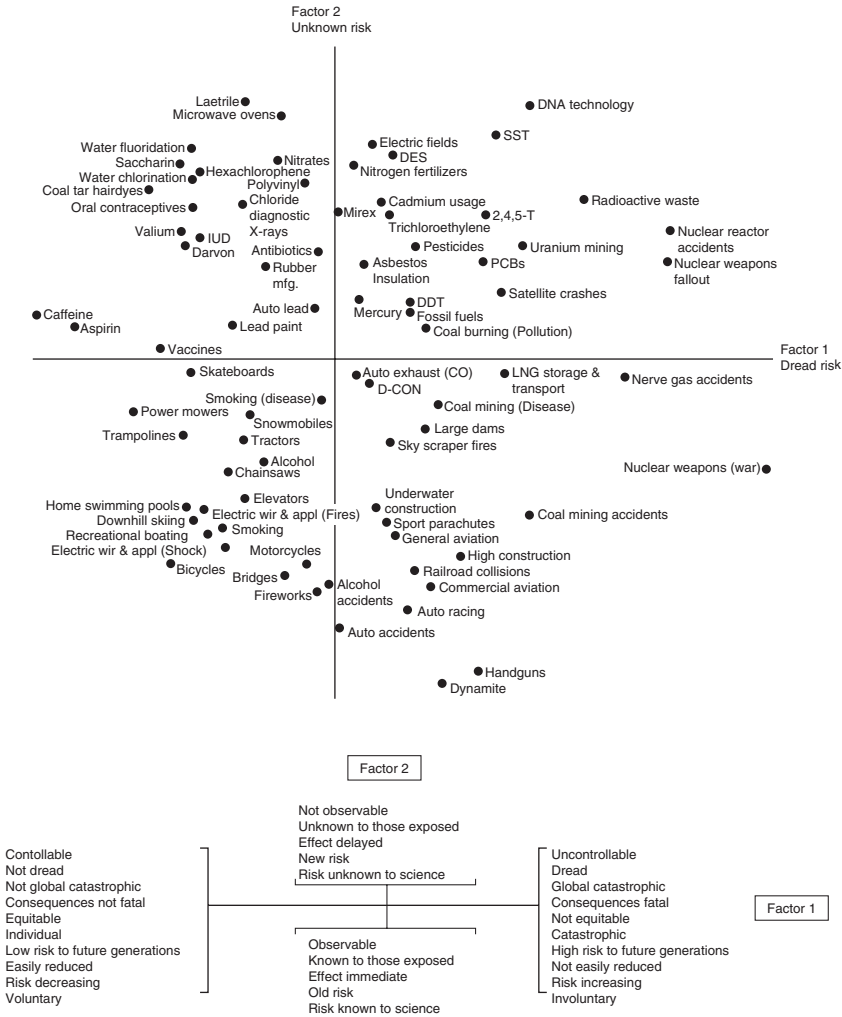 Factor 2
Unknown risk
Laetrile
Microwave ovens
DNA technology
SST
Water fluoridation
Saccharin
Water chlorination
Coal tar hairdyes
Oral contraceptives
Hexachlorophene
Nitrates
Polyvinyl
Chloride
diagnostic
X-rays
Electric fields
DES
Nitrogen fertilizers
Mirex
Cadmium usage
Trichloroethylene
2,4,5-T
Radioactive waste
Valium
IUD
Darvon
Antibiotics
Rubber
mfg.
Pesticides
Asbestos
Insulation
PCBs
Uranium mining
Nuclear reactor
accidents
Nuclear weapons
fallout
Satellite crashes
Caffeine
Aspirin
Auto lead
Lead paint
Mercury
DDT
Fossil fuels
Coal burning (Pollution)
Vaccines
Factor 1
Dread risk
Skateboards
Smoking (disease)
Power mowers
Snowmobiles
Trampolines
Tractors
Alcohol
Chainsaws
Auto exhaust (CO)
D-CON
LNG storage &
transport
Nerve gas accidents
Coal mining (Disease)
Large dams
Sky scraper fires
Nuclear weapons (war)
Elevators
Home swimming pools
Electric wir & appl (Fires)
Downhill skiing
Smoking
Recreational boating
Electric wir & appl (Shock)
Bicycles
Motorcycles
Bridges
Fireworks
Alcohol
accidents
Underwater
construction
Sport parachutes
General aviation
Coal mining accidents
High construction
Railroad collisions
Commercial aviation
Auto racing
Auto accidents
Handguns
Dynamite
Factor 2
Not observable
Unknown to those exposed
Effect delayed
New risk
Risk unknown to science
Contollable
Not dread
Not global catastrophic
Consequences not fatal
Equitable
Individual
Low risk to future generations
Easily reduced
Risk decreasing
Voluntary
Uncontrollable
Dread
Global catastrophic
Consequences fatal
Not equitable
Catastrophic
High risk to future generations
Not easily reduced
Risk increasing
Involuntary
Factor 1
Observable
Known to those exposed
Effect immediate
Old risk
Risk known to science